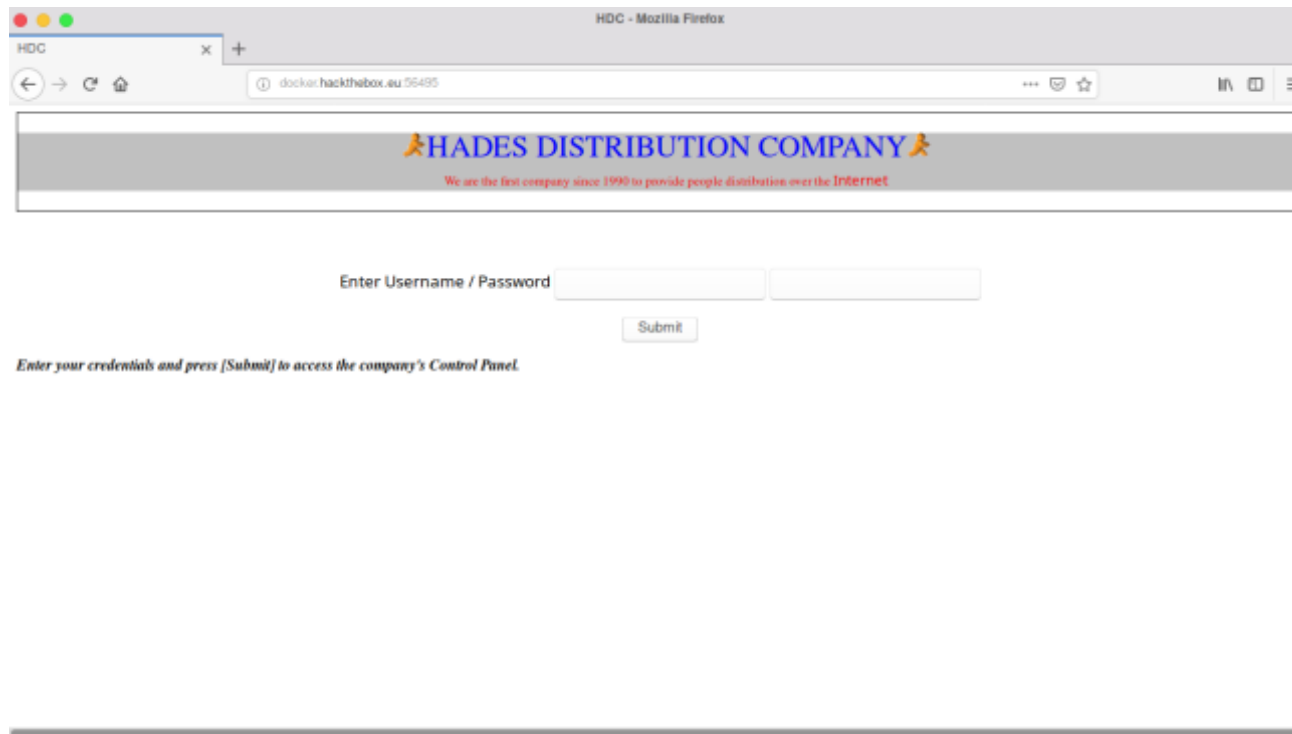 HDC - Mozilla Firefox
HDC
docker.hackthebox.eu:56495
HADES DISTRIBUTION COMPANY
We are the first company since 1990 to provide people distribution over the Internet
Enter Username / Password
Submit
Enter your credentials and press [Submit] to access the company's Control Panel.